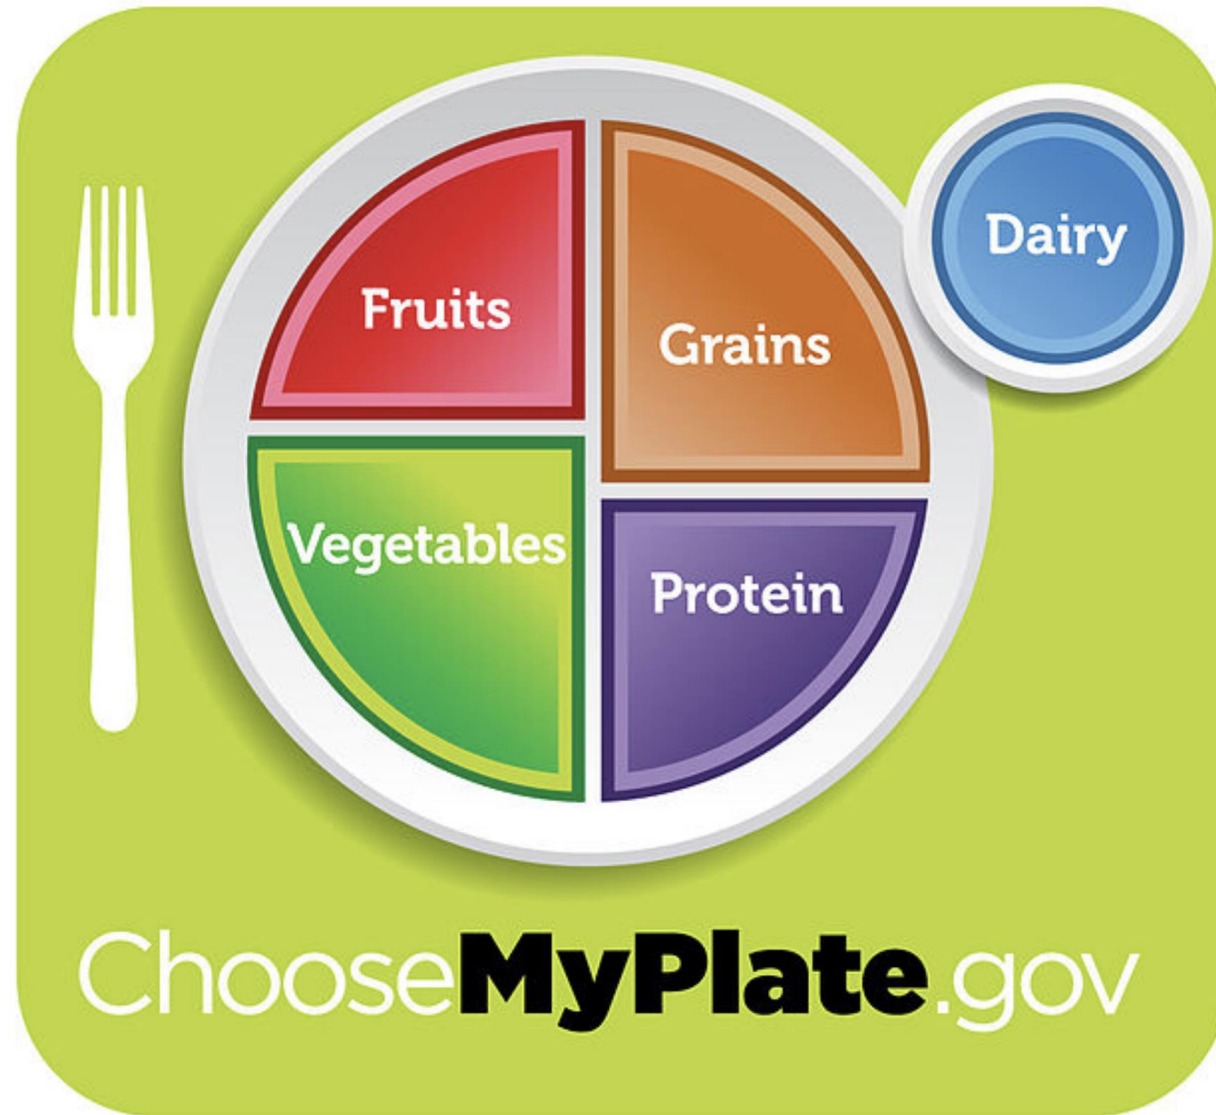 Dairy
Fruits
Grains
Vegetables
Protein
ChooseMyPlate.gov